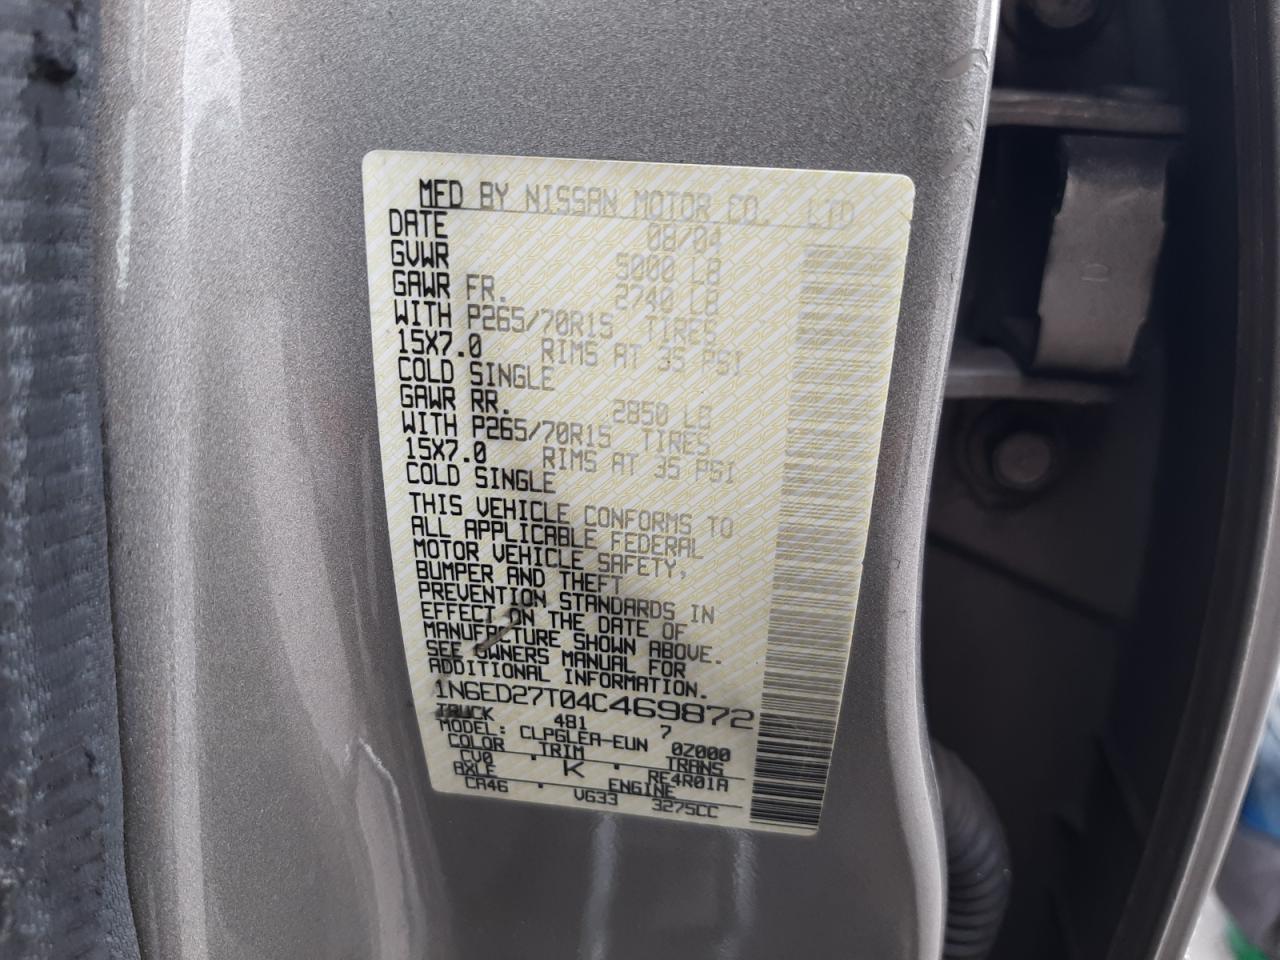 MFD BY NISSAN MOTOR CO. LTD
DATE 08/04
GVWR 5000 LB
GAWR FR. 2740 LB
WITH P265/70R15 TIRES
15X7.0 RIMS AT 35 PSI
COLD SINGLE
GAWR RR. 2850 LB
WITH P265/70R15 TIRES
15X7.0 RIMS AT 35 PSI
COLD SINGLE
THIS VEHICLE CONFORMS TO
ALL APPLICABLE FEDERAL
MOTOR VEHICLE SAFETY,
BUMPER AND THEFT
PREVENTION STANDARDS IN
EFFECT ON THE DATE OF
MANUFACTURE SHOWN ABOVE.
SEE OWNERS MANUAL FOR
ADDITIONAL INFORMATION.
1N6ED27T04C469872
TRUCK 481 7
MODEL: CLPGLEA-EUN 0Z000
COLOR TRIM TRANS
CV0 · K · RE4R01A
AXLE ENGINE
CA46 · VG33 3275CC